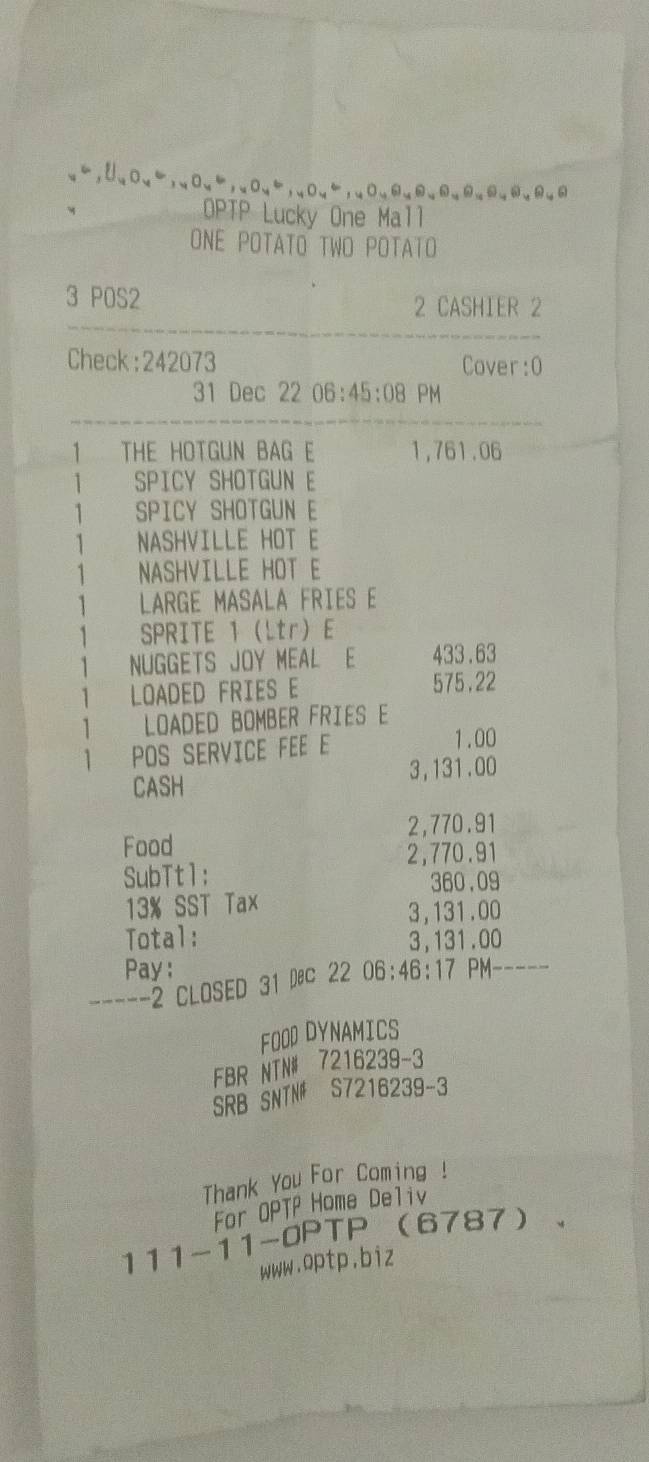 OPTP Lucky One Mall
ONE POTATO TWO POTATO
3 POS2 2 CASHIER 2
Check:242073 Cover:0
31 Dec 22 06:45:08 PM
1 THE HOTGUN BAG E 1,761.06
1 SPICY SHOTGUN E
1 SPICY SHOTGUN E
1 NASHVILLE HOT E
1 NASHVILLE HOT E
1 LARGE MASALA FRIES E
1 SPRITE 1 (Ltr) E
1 NUGGETS JOY MEAL E 433.63
1 LOADED FRIES E 575.22
1 LOADED BOMBER FRIES E
1 POS SERVICE FEE E 1.00
CASH 3,131.00
Food 2,770.91
SubTtl: 2,770.91
13% SST Tax 360.09
Total: 3,131.00
Pay: 3,131.00
-----2 CLOSED 31 Dec 22 06:46:17 PM-----
FOOD DYNAMICS
FBR NTN# 7216239-3
SRB SNTN# S7216239-3
Thank You For Coming !
For OPTP Home Deliv
111-11-OPTP (6787) .
www.optp.biz